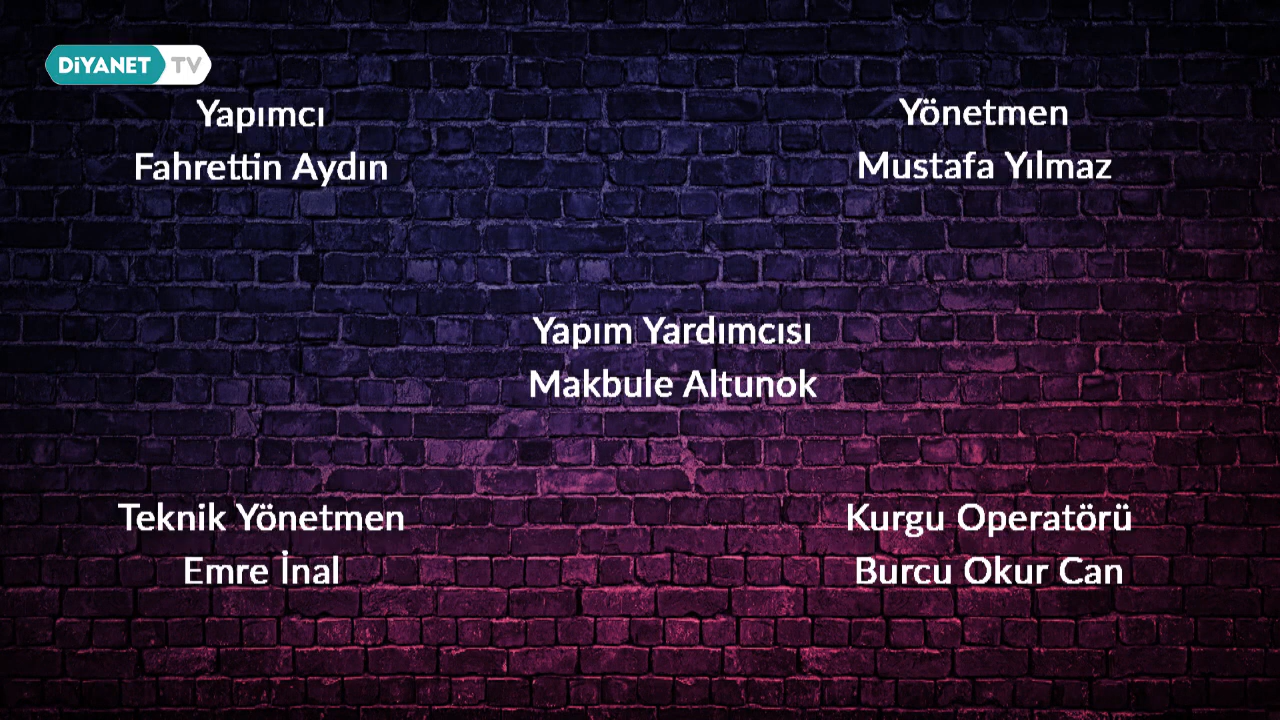 DİYANET TV
Yapımcı
Fahrettin Aydın
Yönetmen
Mustafa Yılmaz
Yapım Yardımcısı
Makbule Altunok
Teknik Yönetmen
Emre İnal
Kurgu Operatörü
Burcu Okur Can